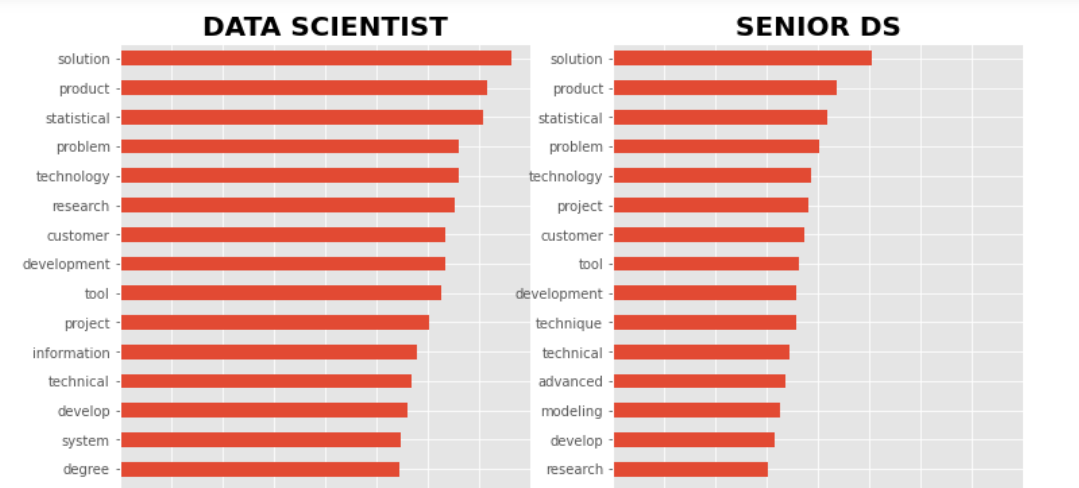 DATA SCIENTIST
solution
product
statistical
problem
technology
research
customer
development
tool
project
information
technical
develop
system
degree
SENIOR DS
solution
product
statistical
problem
technology
project
customer
tool
development
technique
technical
advanced
modeling
develop
research